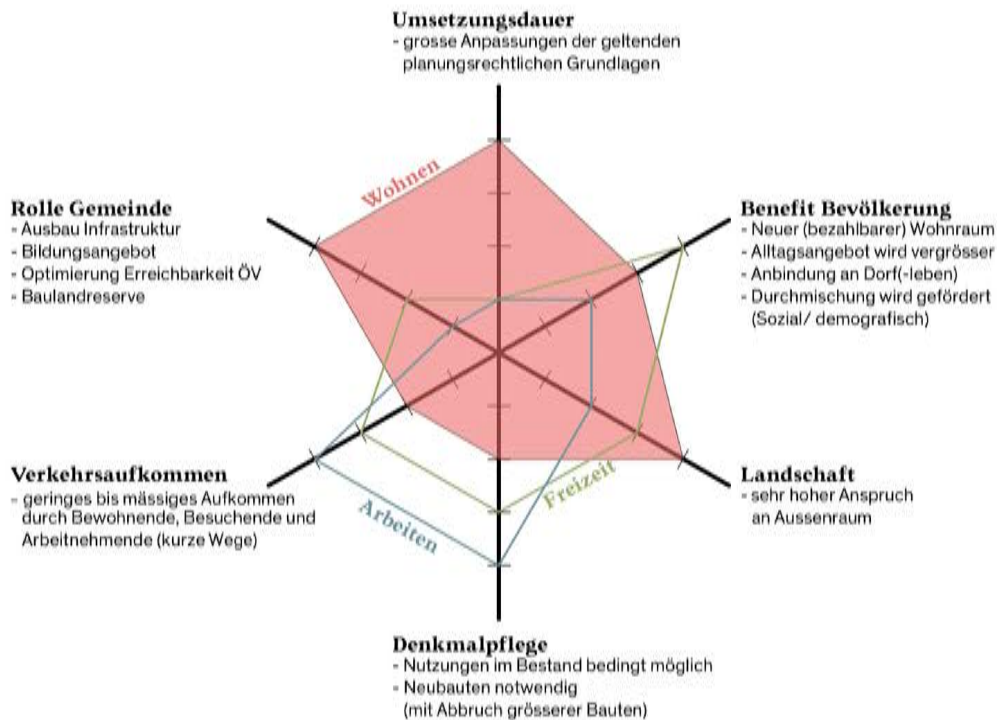 Umsetzungsdauer
- grosse Anpassungen der geltenden
planungsrechtlichen Grundlagen
Wohnen
Rolle Gemeinde
- Ausbau Infrastruktur
- Bildungsangebot
- Optimierung Erreichbarkeit ÖV
- Baulandreserve
Benefit Bevölkerung
- Neuer (bezahlbarer) Wohnraum
- Alltagsangebot wird vergrösser
- Anbindung an Dorf(-leben)
- Durchmischung wird gefördert
(Sozial/ demografisch)
Verkehrsaufkommen
- geringes bis mässiges Aufkommen
durch Bewohnende, Besuchende und
Arbeitnehmende (kurze Wege)
Arbeiten
Freizeit
Landschaft
- sehr hoher Anspruch
an Aussenraum
Denkmalpflege
- Nutzungen im Bestand bedingt möglich
- Neubauten notwendig
(mit Abbruch grösserer Bauten)